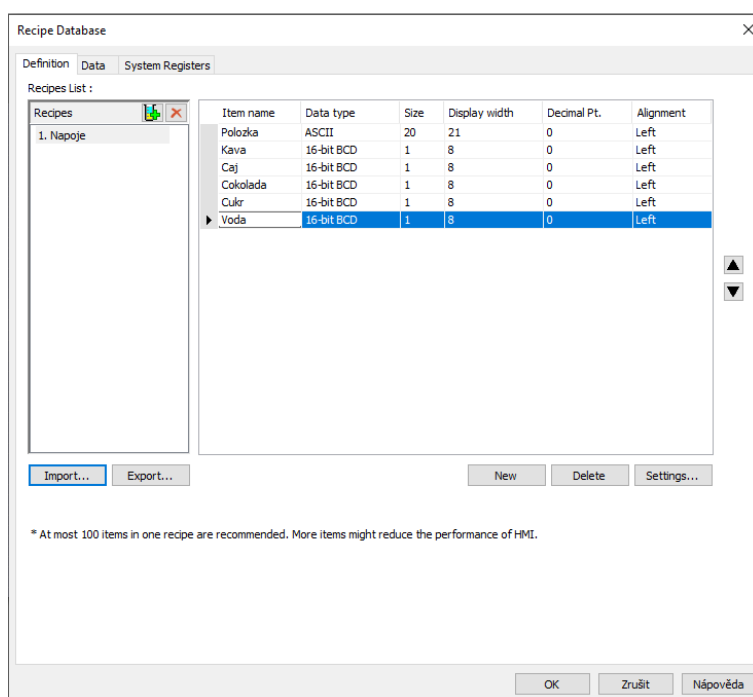 Recipe Database
Definition Data System Registers
Recipes List :
Recipes
1. Napoje
Item name Data type Size Display width Decimal Pt. Alignment
Polozka ASCII 20 21 0 Left
Kava 16-bit BCD 1 8 0 Left
Caj 16-bit BCD 1 8 0 Left
Cokolada 16-bit BCD 1 8 0 Left
Cukr 16-bit BCD 1 8 0 Left
Voda 16-bit BCD 1 8 0 Left
Import... Export... New Delete Settings...
* At most 100 items in one recipe are recommended. More items might reduce the performance of HMI.
OK Zrušit Nápověda